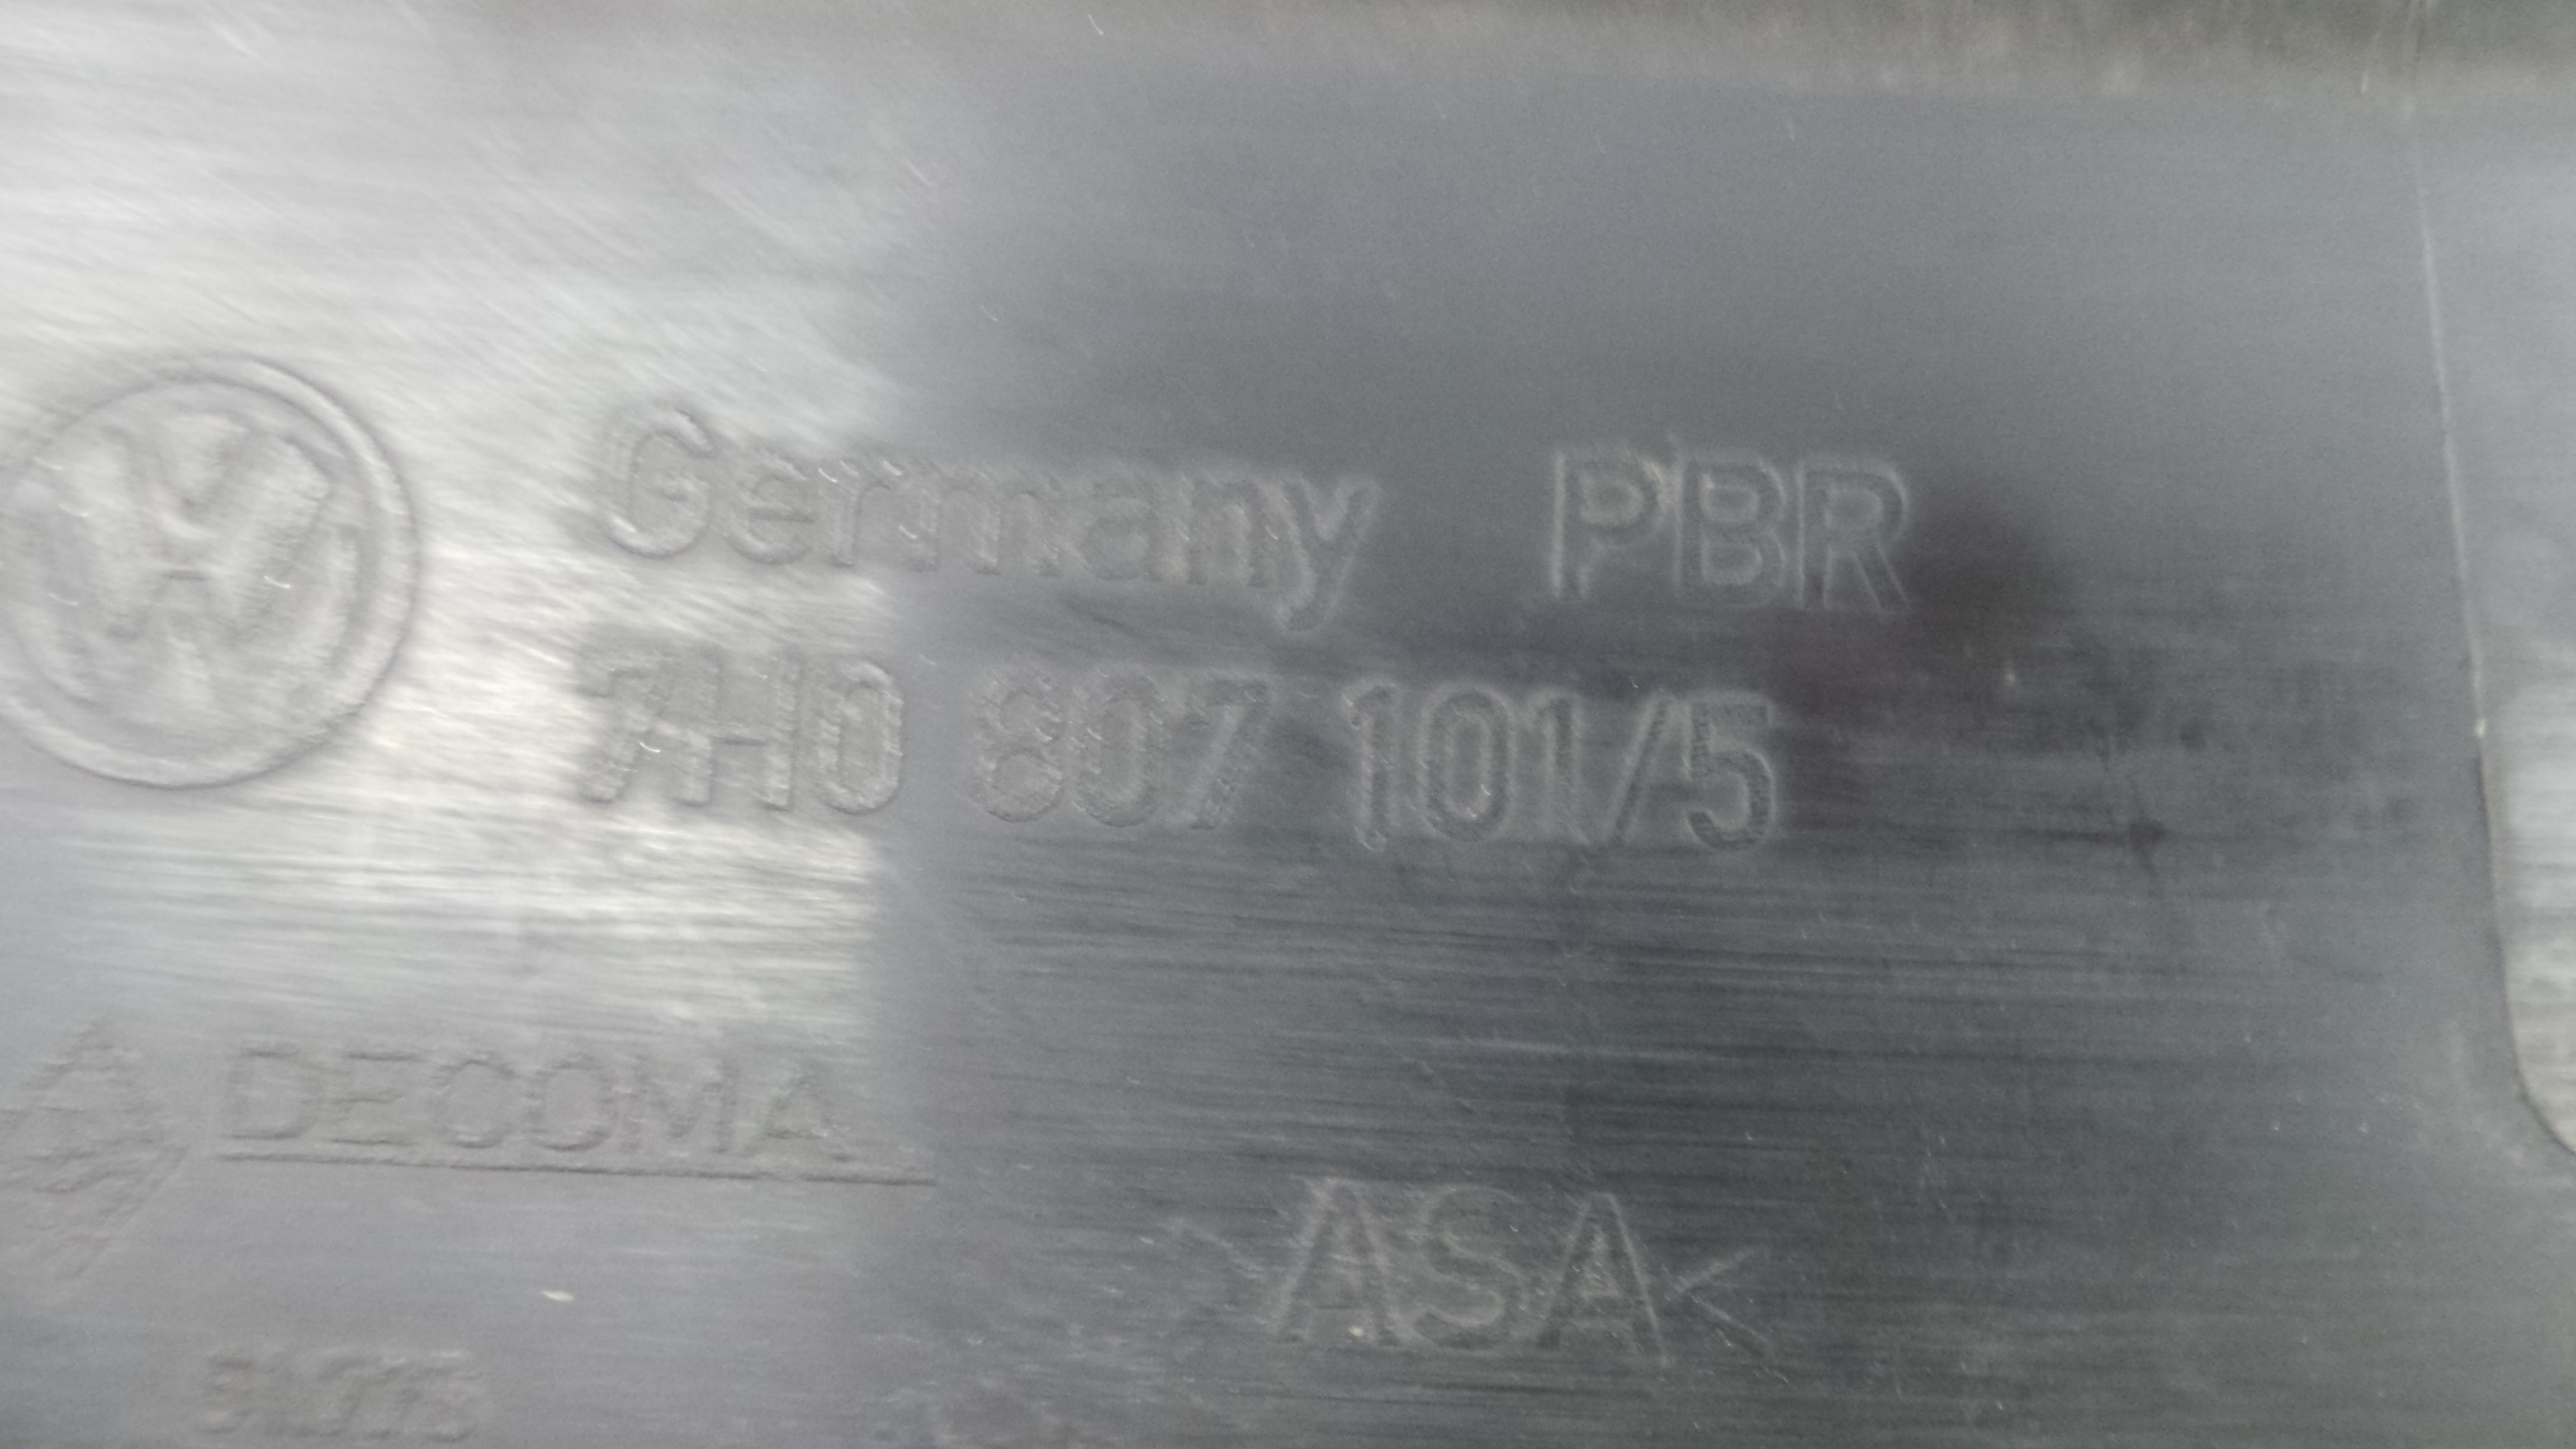 Germany PBR
7H0 807 101/5
DECOMA
>ASA<